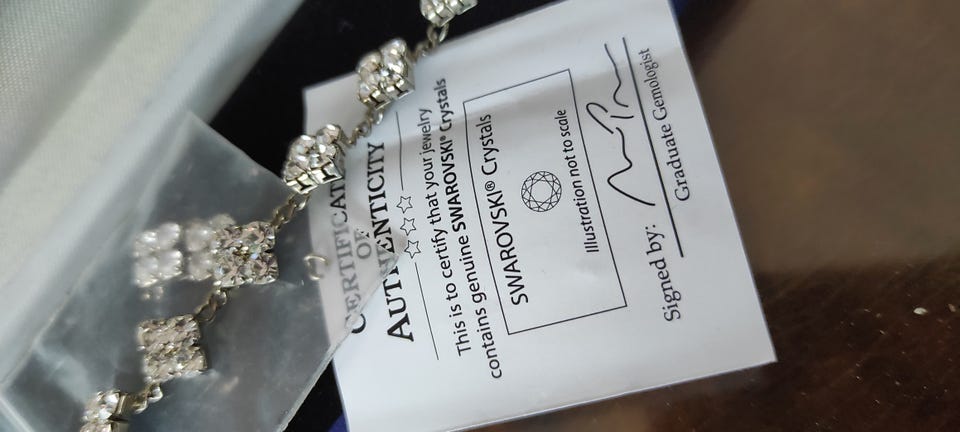 CERTIFICATE
OF
AUTHENTICITY
This is to certify that your jewelry
contains genuine SWAROVSKI® Crystals
SWAROVSKI® Crystals
Illustration not to scale
Signed by:
Graduate Gemologist